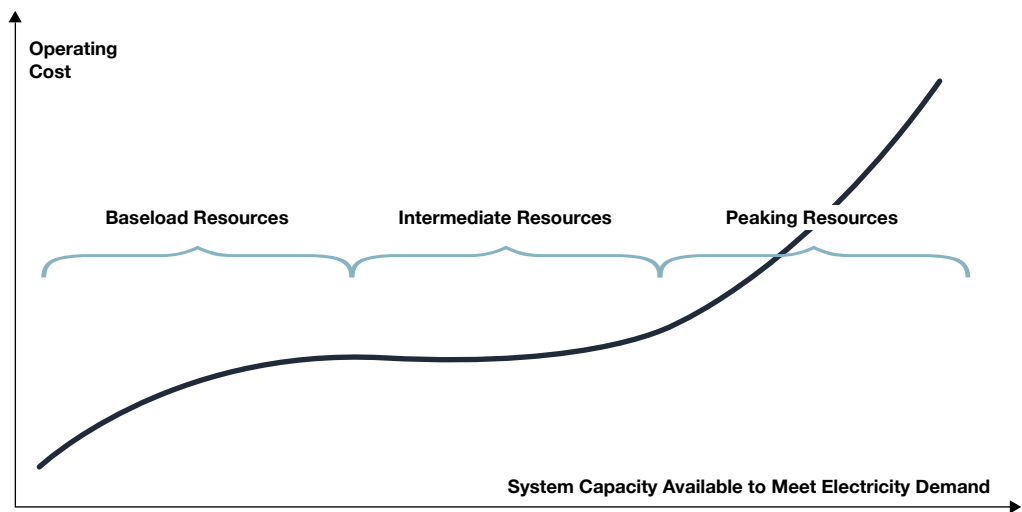 Operating
Cost
Baseload Resources
Intermediate Resources
Peaking Resources
System Capacity Available to Meet Electricity Demand